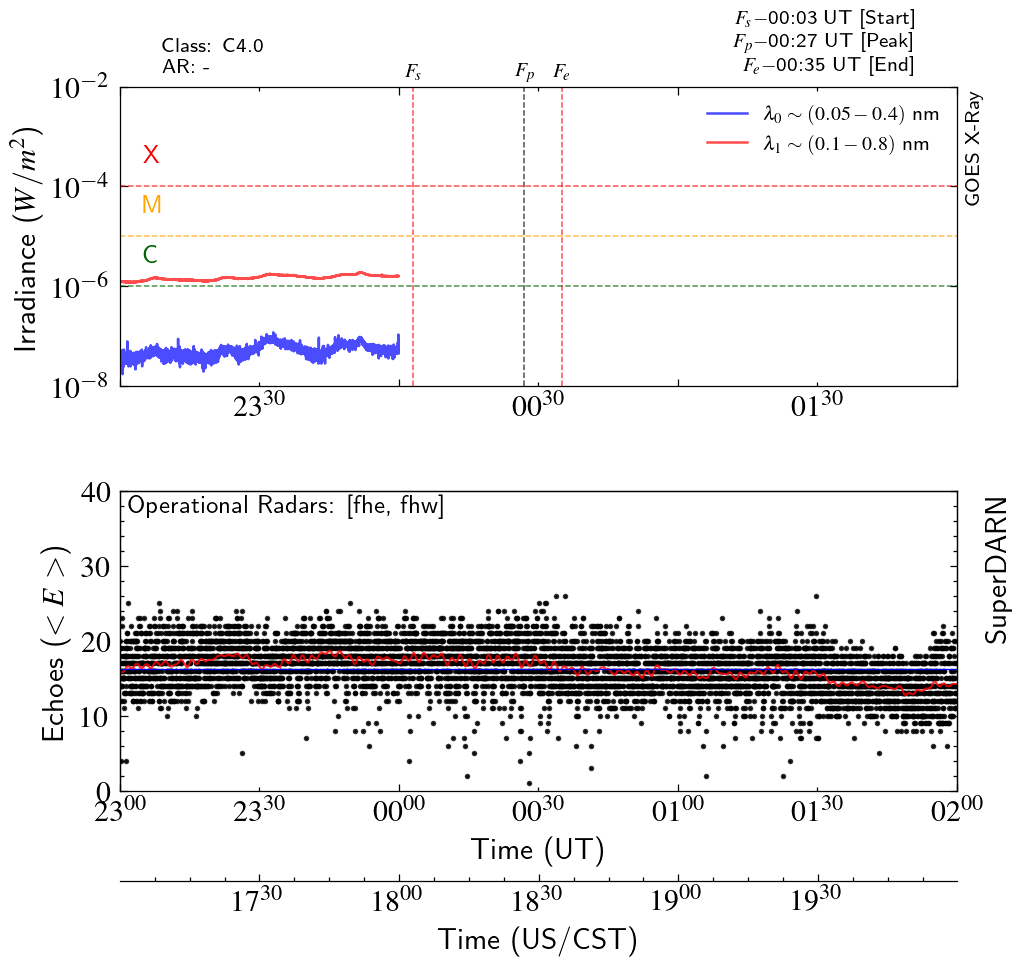 Class: C4.0
AR: -
F_s−00:03 UT [Start]
F_p−00:27 UT [Peak]
F_e−00:35 UT [End]
F_s F_p F_e
10^−2
10^−4
10^−6
10^−8
Irradiance (W/m^2)
X
M
C
λ_0 ∼ (0.05 − 0.4) nm
λ_1 ∼ (0.1 − 0.8) nm
GOES X-Ray
23^30 00^30 01^30
Operational Radars: [fhe, fhw]
40
30
20
10
0
Echoes (< E >)
SuperDARN
23^00 23^30 00^00 00^30 01^00 01^30 02^00
Time (UT)
17^30 18^00 18^30 19^00 19^30
Time (US/CST)